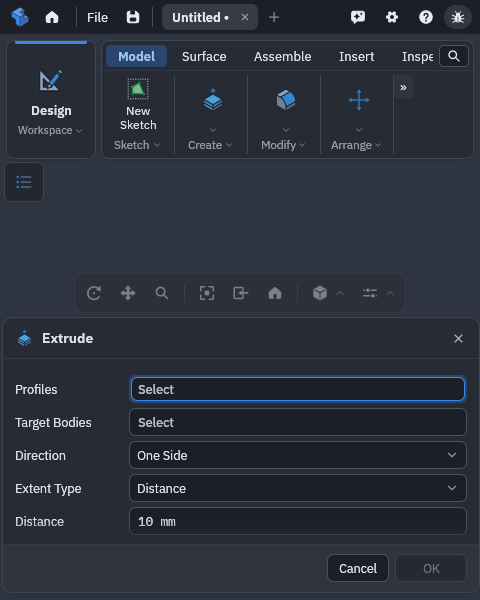 File
Untitled •
Model
Surface
Assemble
Insert
Inspe
Design
Workspace
New
Sketch
Sketch
Create
Modify
Arrange
»
Extrude
Profiles
Select
Target Bodies
Select
Direction
One Side
Extent Type
Distance
Distance
10 mm
Cancel
OK